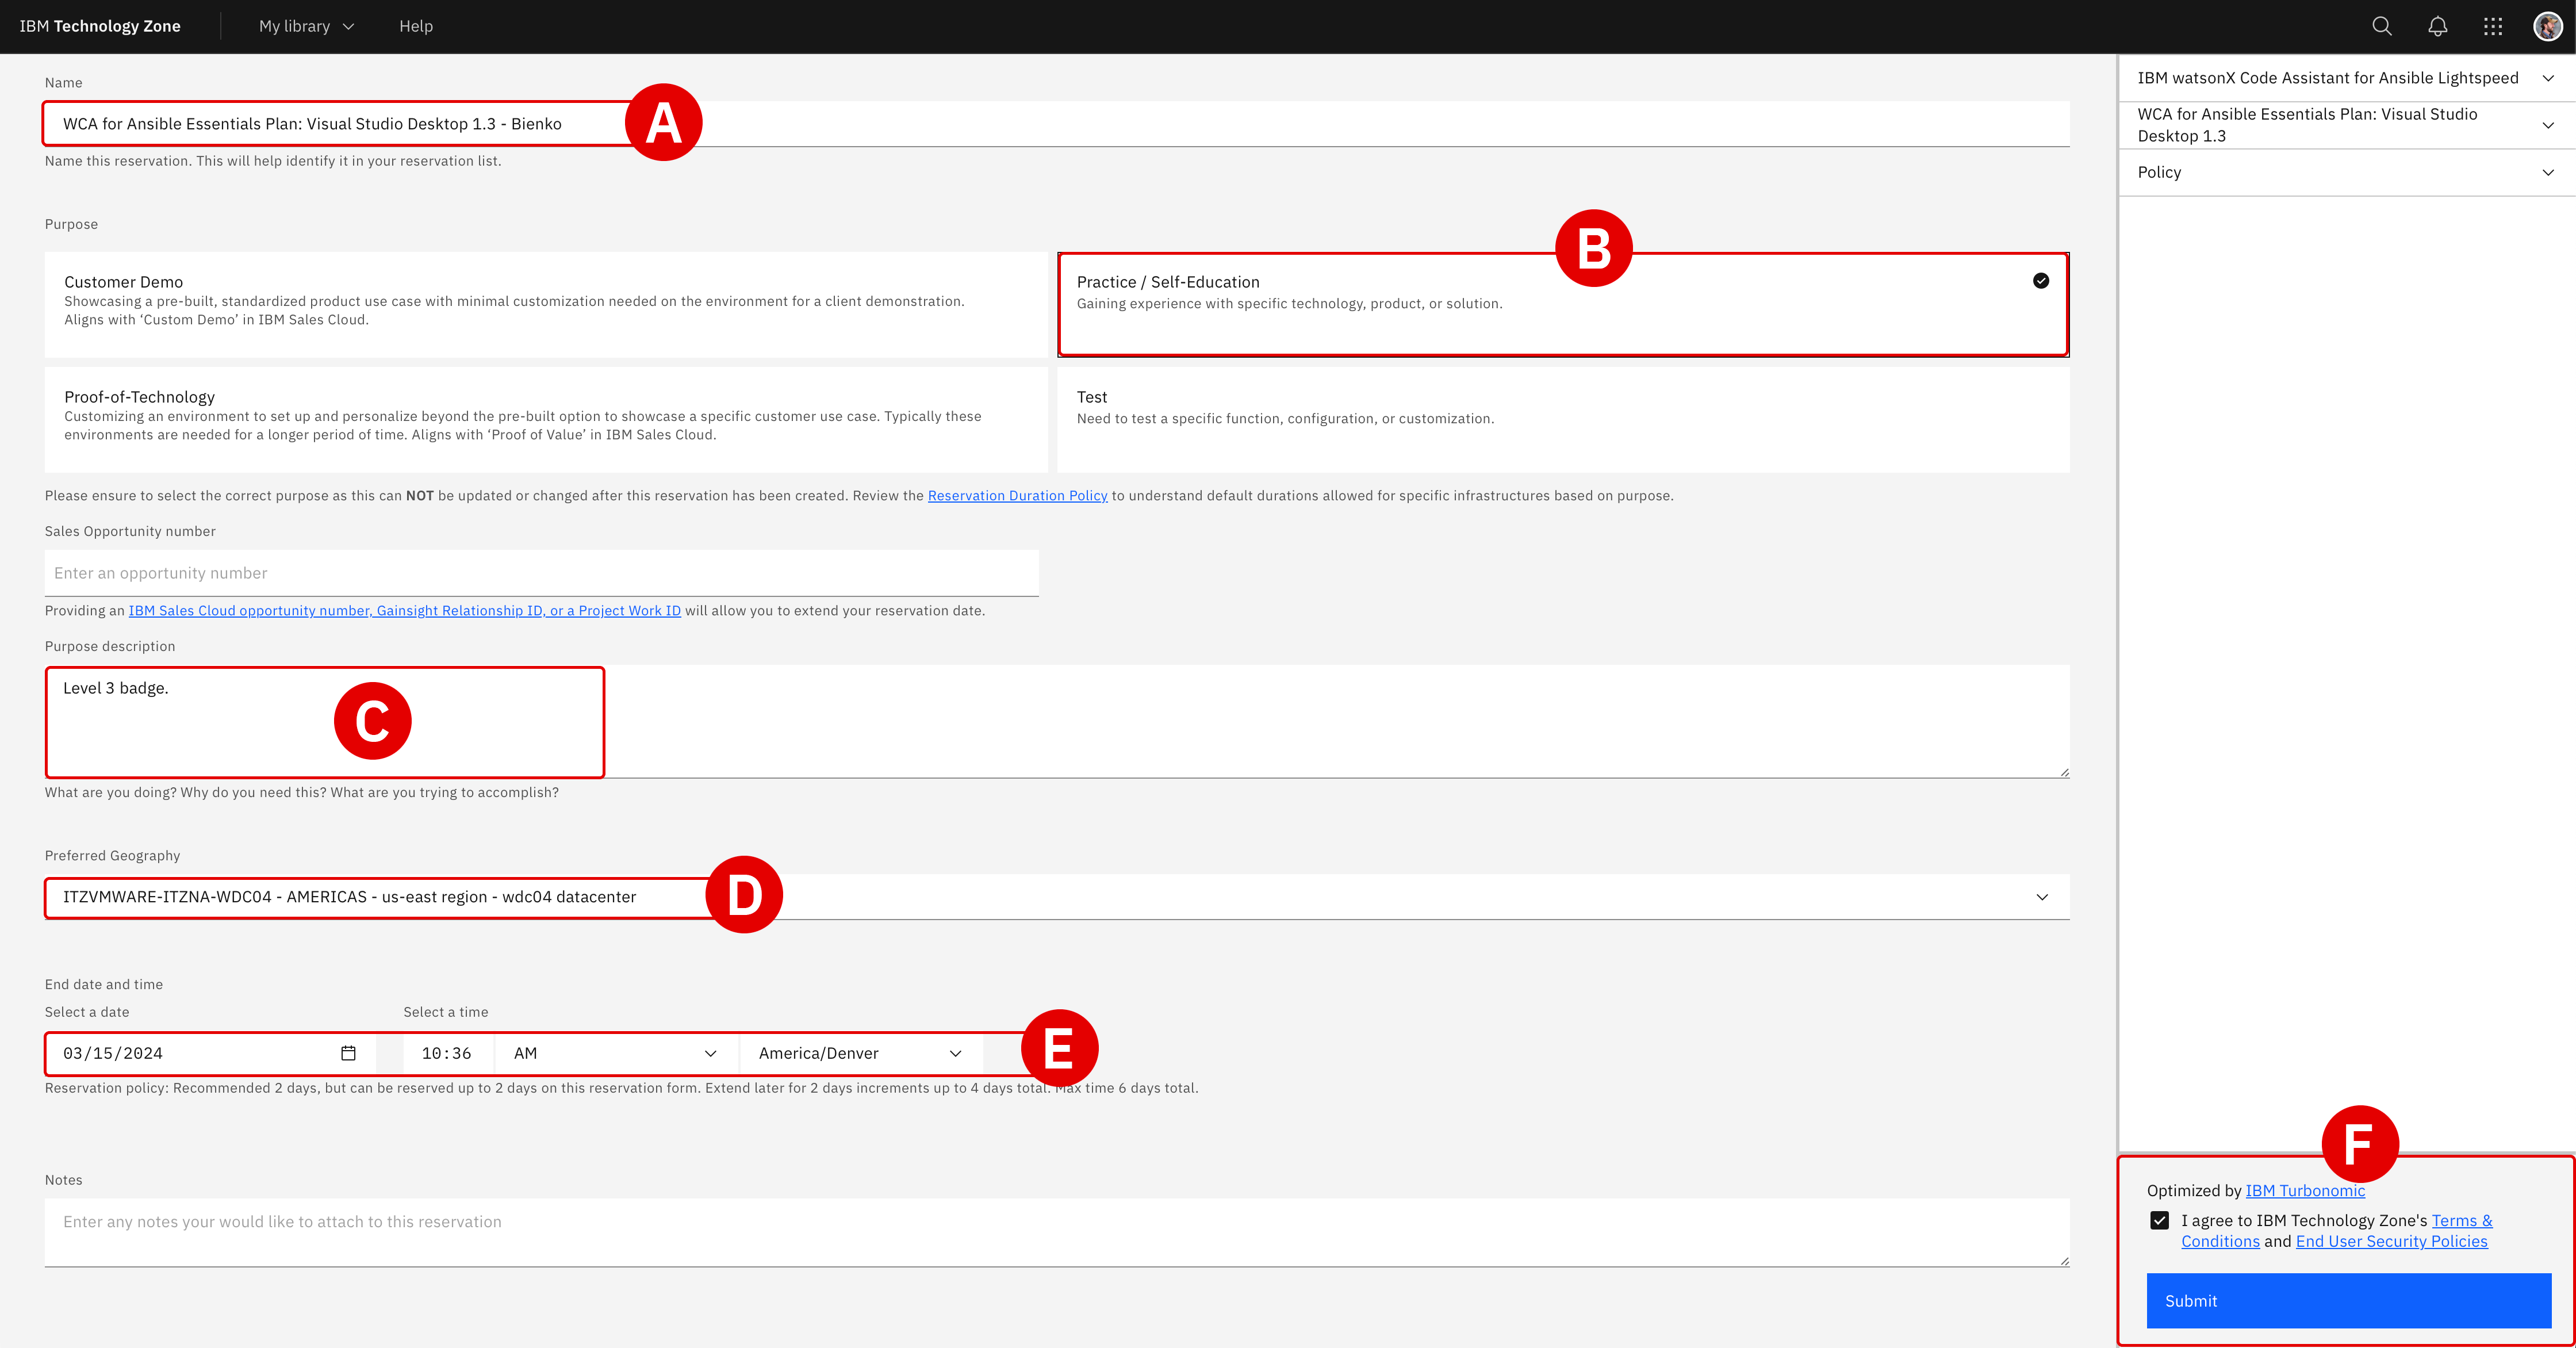 IBM Technology Zone
My library
Help
Name
WCA for Ansible Essentials Plan: Visual Studio Desktop 1.3 - Bienko
A
Name this reservation. This will help identify it in your reservation list.
Purpose
B
Customer Demo
Showcasing a pre-built, standardized product use case with minimal customization needed on the environment for a client demonstration.
Aligns with ‘Custom Demo’ in IBM Sales Cloud.
Practice / Self-Education
Gaining experience with specific technology, product, or solution.
Proof-of-Technology
Customizing an environment to set up and personalize beyond the pre-built option to showcase a specific customer use case. Typically these
environments are needed for a longer period of time. Aligns with ‘Proof of Value’ in IBM Sales Cloud.
Test
Need to test a specific function, configuration, or customization.
Please ensure to select the correct purpose as this can NOT be updated or changed after this reservation has been created. Review the Reservation Duration Policy to understand default durations allowed for specific infrastructures based on purpose.
Sales Opportunity number
Enter an opportunity number
Providing an IBM Sales Cloud opportunity number, Gainsight Relationship ID, or a Project Work ID will allow you to extend your reservation date.
Purpose description
Level 3 badge.
C
What are you doing? Why do you need this? What are you trying to accomplish?
Preferred Geography
ITZVMWARE-ITZNA-WDC04 - AMERICAS - us-east region - wdc04 datacenter
D
End date and time
Select a date
Select a time
03/15/2024
10:36
AM
America/Denver
E
Reservation policy: Recommended 2 days, but can be reserved up to 2 days on this reservation form. Extend later for 2 days increments up to 4 days total. Max time 6 days total.
Notes
Enter any notes your would like to attach to this reservation
IBM watsonX Code Assistant for Ansible Lightspeed
WCA for Ansible Essentials Plan: Visual Studio
Desktop 1.3
Policy
F
Optimized by IBM Turbonomic
I agree to IBM Technology Zone's Terms &
Conditions and End User Security Policies
Submit